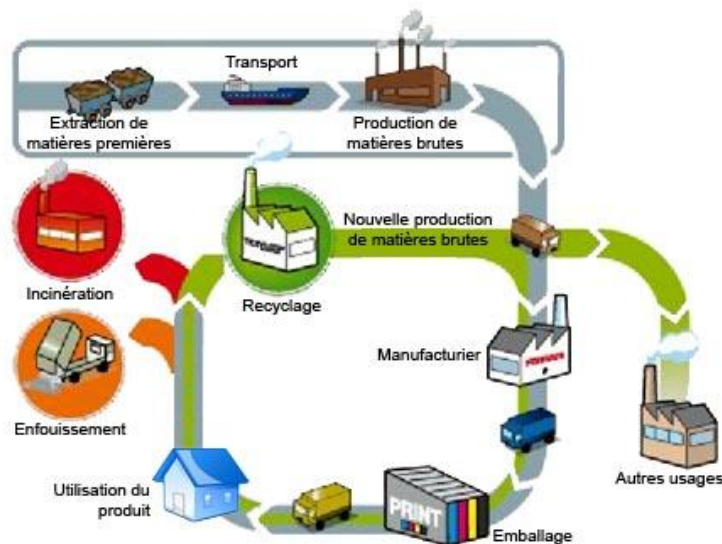 Transport
Extraction de
matières premières
Production de
matières brutes
Nouvelle production
de matières brutes
Incinération
Recyclage
Manufacturier
Enfouissement
Autres usages
Utilisation du
produit
PRINT
Emballage